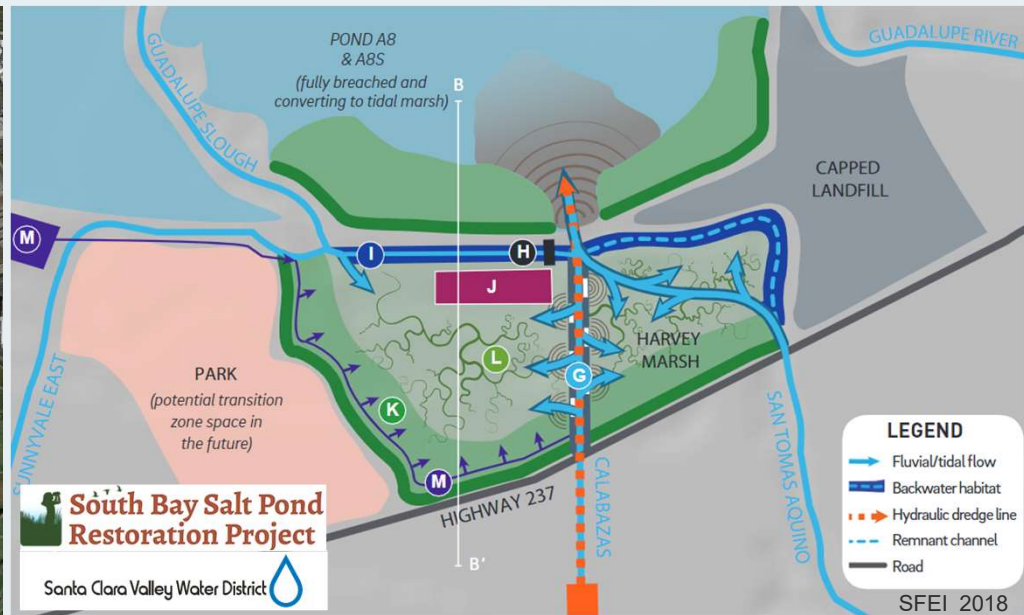 GUADALUPE SLOUGH
POND A8
& A8S
(fully breached and
converting to tidal marsh)
B
GUADALUPE RIVER
CAPPED
LANDFILL
M
I
H
J
HARVEY
MARSH
L
G
PARK
(potential transition
zone space in
the future)
K
SUNNYVALE EAST
M
HIGHWAY 237
CALABAZAS
SAN TOMAS AQUINO
B'
South Bay Salt Pond
Restoration Project
Santa Clara Valley Water District
LEGEND
Fluvial/tidal flow
Backwater habitat
Hydraulic dredge line
Remnant channel
Road
SFEI 2018